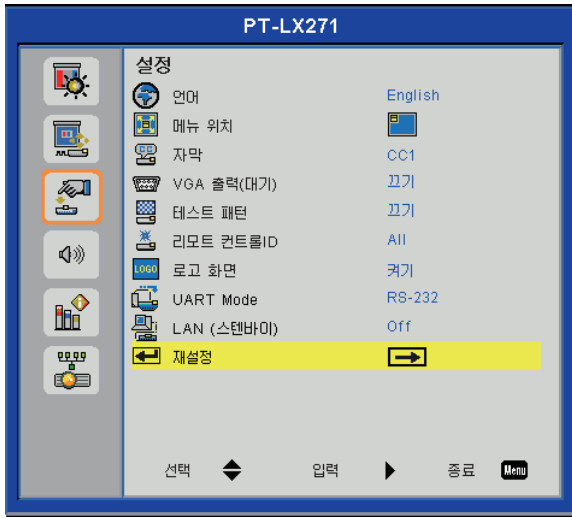 PT-LX271
설정
언어 English
메뉴 위치
자막 CC1
VGA 출력(대기) 끄기
테스트 패턴 끄기
리모트 컨트롤ID All
LOGO 로고 화면 켜기
UART Mode RS-232
LAN (스텐바이) Off
재설정
선택 입력 종료 Menu